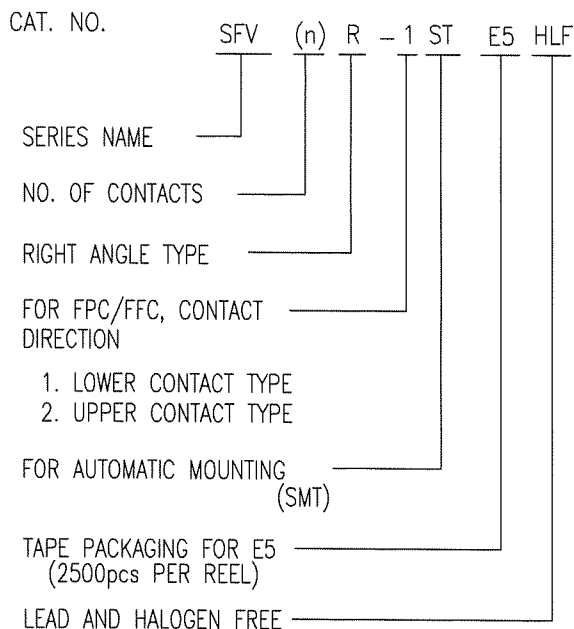 CAT. NO.
SFV (n) R - 1 ST E5 HLF
SERIES NAME
NO. OF CONTACTS
RIGHT ANGLE TYPE
FOR FPC/FFC, CONTACT
DIRECTION
1. LOWER CONTACT TYPE
2. UPPER CONTACT TYPE
FOR AUTOMATIC MOUNTING
(SMT)
TAPE PACKAGING FOR E5
(2500pcs PER REEL)
LEAD AND HALOGEN FREE